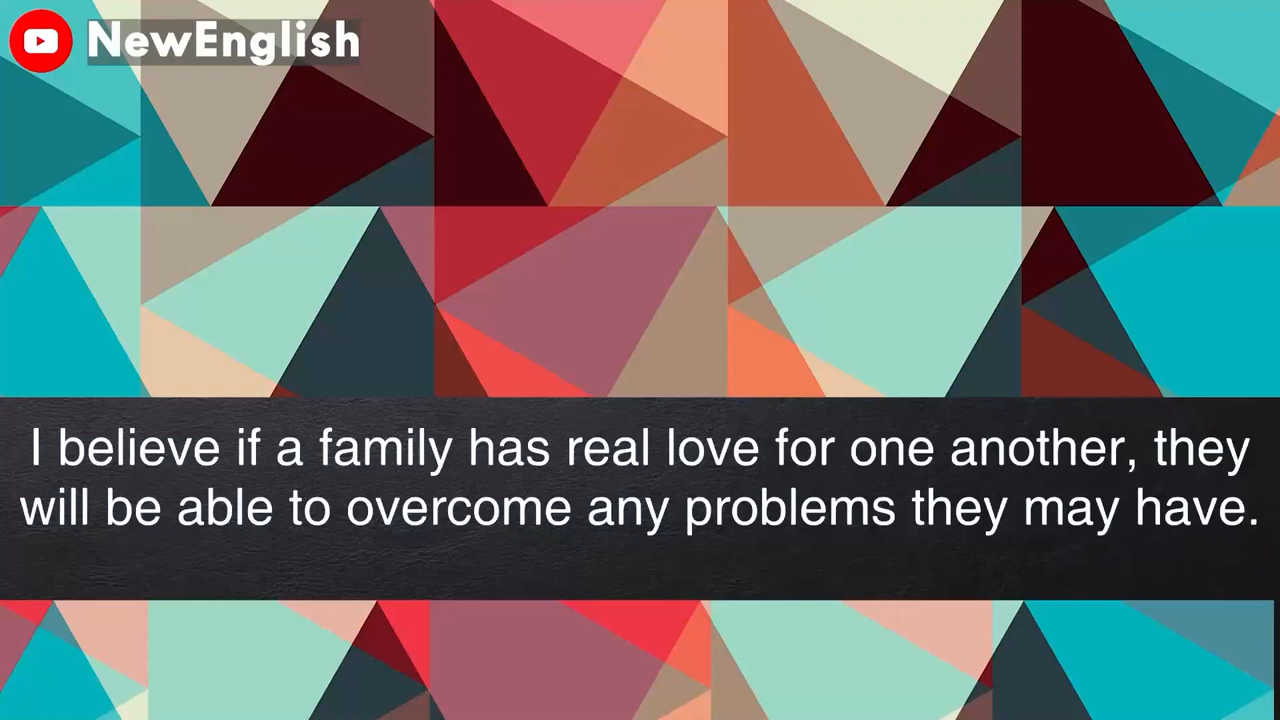 NewEnglish
I believe if a family has real love for one another, they
will be able to overcome any problems they may have.